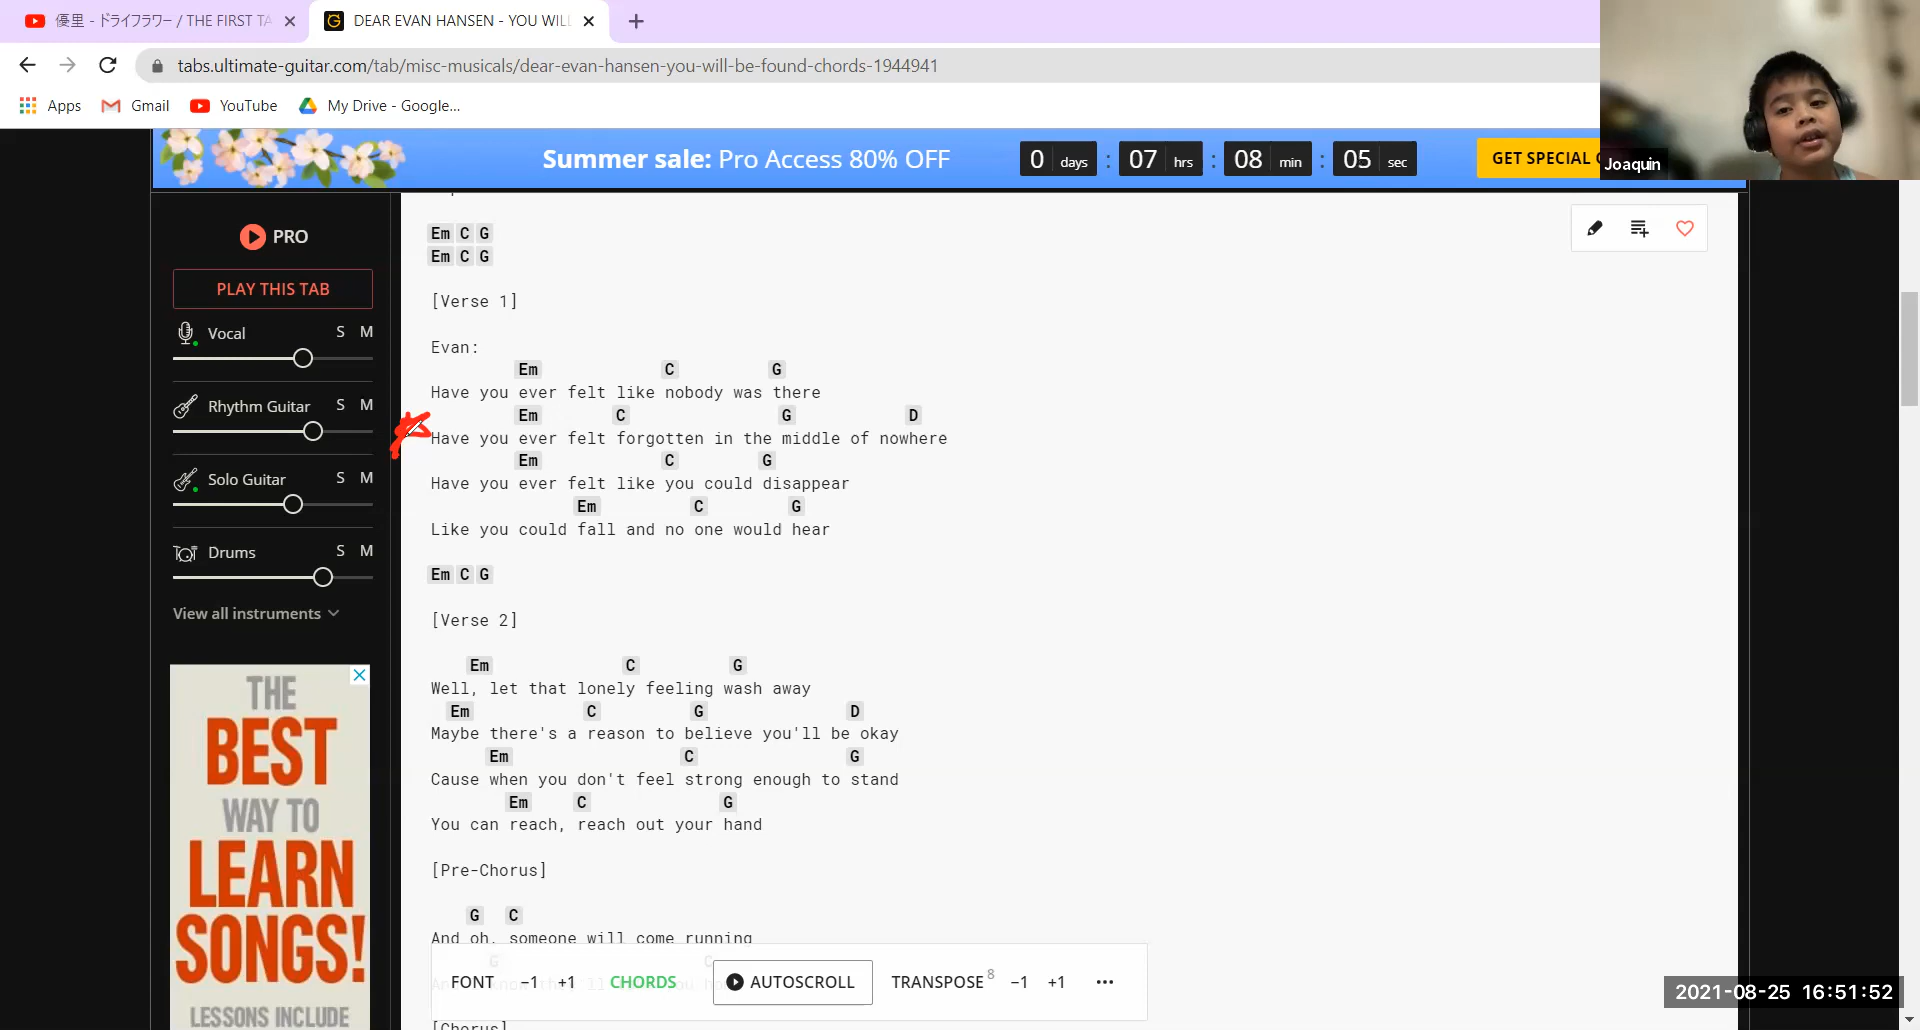 優里 - ドライフラワー / THE FIRST TA
DEAR EVAN HANSEN - YOU WIL
tabs.ultimate-guitar.com/tab/misc-musicals/dear-evan-hansen-you-will-be-found-chords-1944941
Apps Gmail YouTube My Drive - Google...
Summer sale: Pro Access 80% OFF 0 days : 07 hrs : 08 min : 05 sec GET SPECIAL
Joaquin
PRO
PLAY THIS TAB
Vocal S M
Rhythm Guitar S M
Solo Guitar S M
Drums S M
View all instruments
THE
BEST
WAY TO
LEARN
SONGS!
LESSONS INCLUDE
Em C G
Em C G
[Verse 1]
Evan:
Em C G
Have you ever felt like nobody was there
Em C G D
Have you ever felt forgotten in the middle of nowhere
Em C G
Have you ever felt like you could disappear
Em C G
Like you could fall and no one would hear
Em C G
[Verse 2]
Em C G
Well, let that lonely feeling wash away
Em C G D
Maybe there's a reason to believe you'll be okay
Em C G
Cause when you don't feel strong enough to stand
Em C G
You can reach, reach out your hand
[Pre-Chorus]
G C
And oh, someone will come running
G C
FONT −1 +1 CHORDS AUTOSCROLL TRANSPOSE 8 −1 +1 ...
[Chorus]
2021-08-25 16:51:52